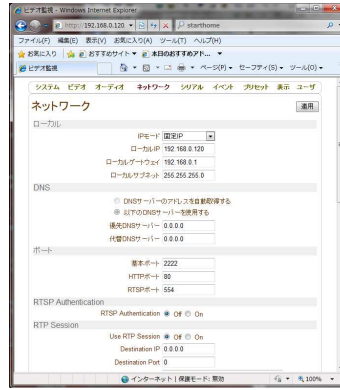 ビデオ監視 - Windows Internet Explorer
http://192.168.0.120
starthome
ファイル(F) 編集(E) 表示(V) お気に入り(A) ツール(T) ヘルプ(H)
お気に入り おすすめサイト 本日のおすすめアド...
ビデオ監視 ページ(P) セーフティ(S) ツール(O)
システム ビデオ オーディオ ネットワーク シリアル イベント プリセット 表示 ユーザ
ネットワーク 適用
ローカル
IPモード 固定IP
ローカルIP 192.168.0.120
ローカルゲートウェイ 192.168.0.1
ローカルサブネット 255.255.255.0
DNS
DNSサーバーのアドレスを自動取得する
以下のDNSサーバーを使用する
優先DNSサーバー 0.0.0.0
代替DNSサーバー 0.0.0.0
ポート
基本ポート 2222
HTTPポート 80
RTSPポート 554
RTSP Authentication
RTSP Authentication Off On
RTP Session
Use RTP Session Off On
Destination IP 0.0.0.0
Destination Port 0
インターネット | 保護モード: 無効 100%